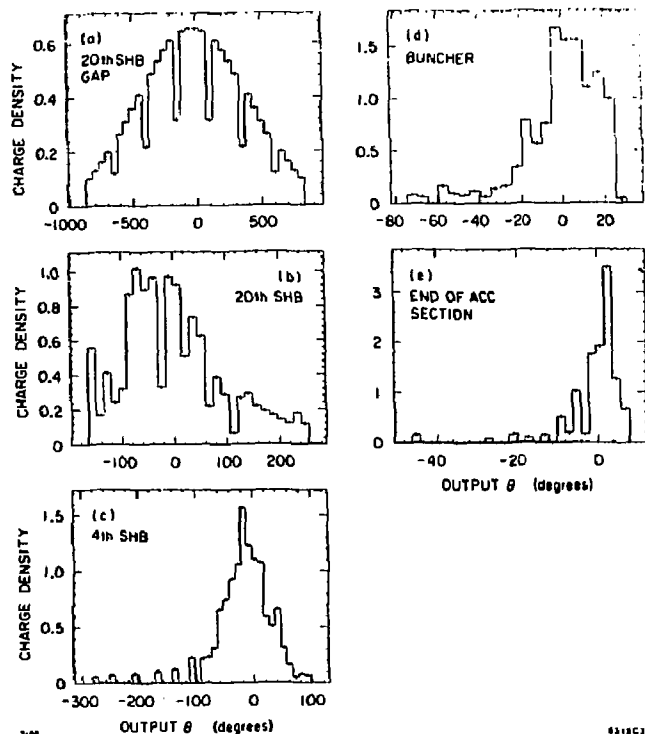 (a)
20th SHB
GAP
CHARGE DENSITY
0.6
0.4
0.2
0
-1000 -500 0 500
(d)
BUNCHER
1.5
1.0
0.5
0
-80 -60 -40 -20 0 20
(b)
20th SHB
CHARGE DENSITY
1.0
0.8
0.6
0.4
0.2
0
-100 0 100 200
(e)
END OF ACC
SECTION
3
2
1
0
-40 -20 0
OUTPUT θ (degrees)
(c)
4th SHB
CHARGE DENSITY
1.5
1.0
0.5
0
-300 -200 -100 0 100
OUTPUT θ (degrees)